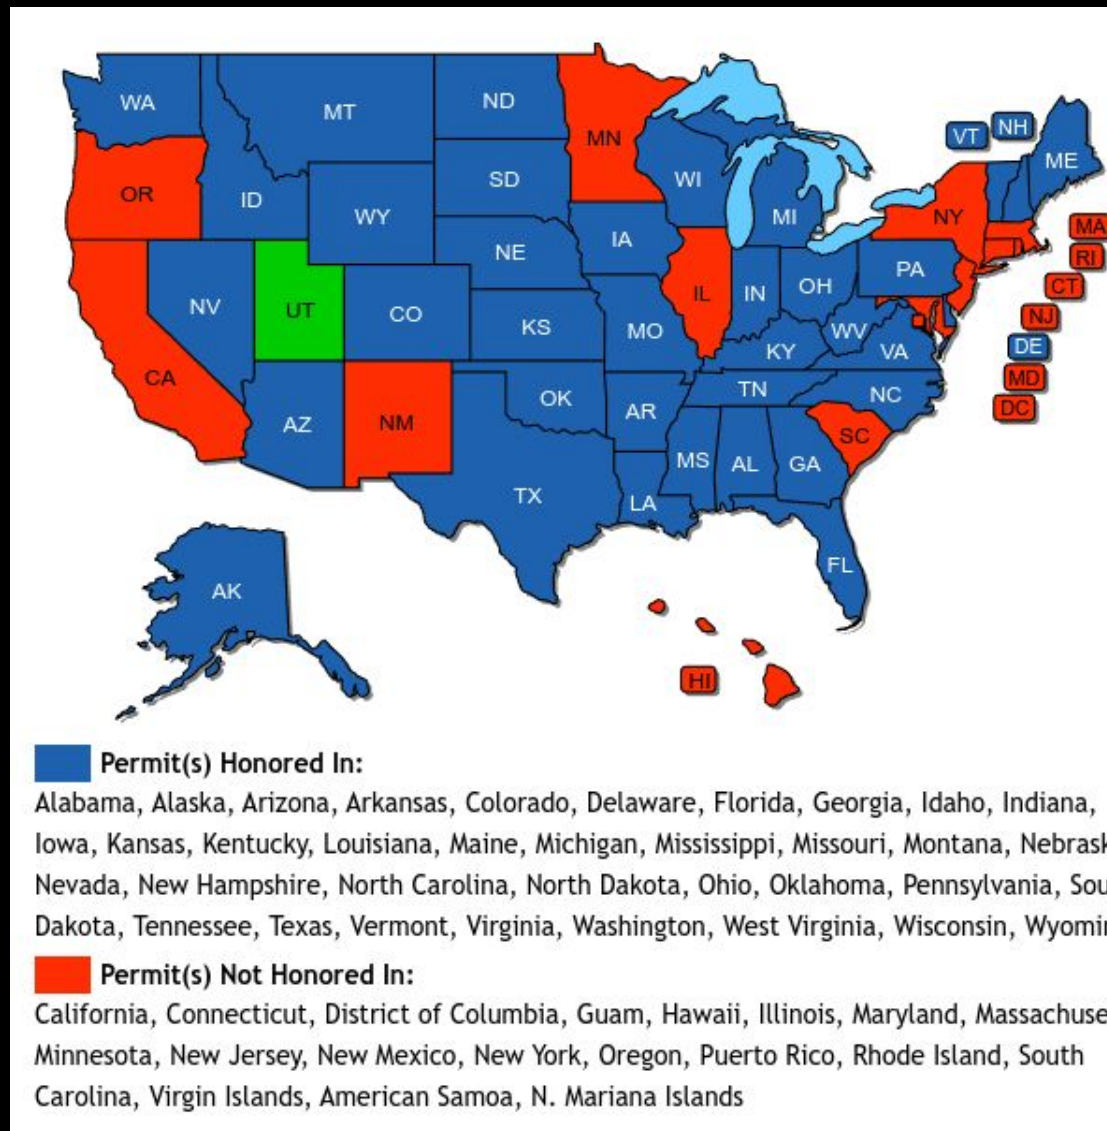 WA
MT
ND
MN
VT
NH
ME
OR
ID
SD
WI
MI
NY
MA
WY
RI
IA
NE
PA
CT
NV
UT
CO
IL
IN
OH
NJ
KS
MO
WV
VA
DE
KY
CA
MD
TN
NC
OK
DC
AZ
NM
AR
SC
MS
AL
GA
TX
LA
FL
AK
HI
Permit(s) Honored In:
Alabama, Alaska, Arizona, Arkansas, Colorado, Delaware, Florida, Georgia, Idaho, Indiana,
Iowa, Kansas, Kentucky, Louisiana, Maine, Michigan, Mississippi, Missouri, Montana, Nebrask
Nevada, New Hampshire, North Carolina, North Dakota, Ohio, Oklahoma, Pennsylvania, Sou
Dakota, Tennessee, Texas, Vermont, Virginia, Washington, West Virginia, Wisconsin, Wyomin
Permit(s) Not Honored In:
California, Connecticut, District of Columbia, Guam, Hawaii, Illinois, Maryland, Massachuse
Minnesota, New Jersey, New Mexico, New York, Oregon, Puerto Rico, Rhode Island, South
Carolina, Virgin Islands, American Samoa, N. Mariana Islands